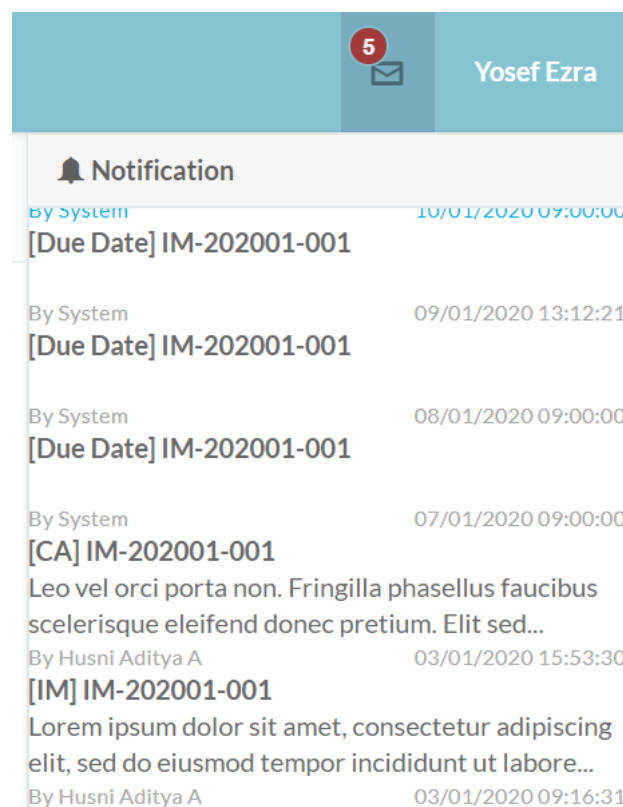 5
Yosef Ezra
Notification
By System 10/01/2020 09:00:00
[Due Date] IM-202001-001
By System 09/01/2020 13:12:21
[Due Date] IM-202001-001
By System 08/01/2020 09:00:00
[Due Date] IM-202001-001
By System 07/01/2020 09:00:00
[CA] IM-202001-001
Leo vel orci porta non. Fringilla phasellus faucibus
scelerisque eleifend donec pretium. Elit sed...
By Husni Aditya A 03/01/2020 15:53:30
[IM] IM-202001-001
Lorem ipsum dolor sit amet, consectetur adipiscing
elit, sed do eiusmod tempor incididunt ut labore...
By Husni Aditya A 03/01/2020 09:16:31